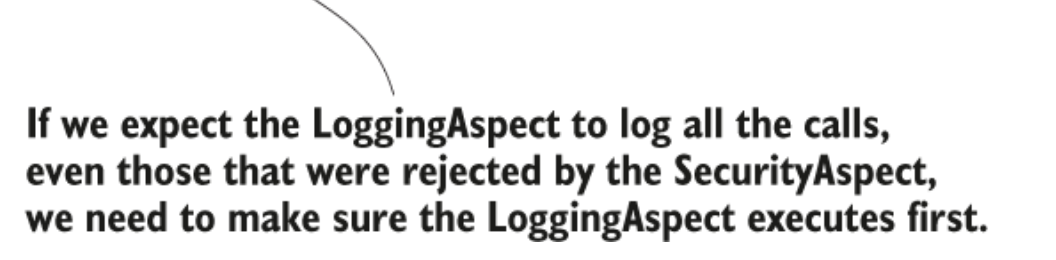 If we expect the LoggingAspect to log all the calls,
even those that were rejected by the SecurityAspect,
we need to make sure the LoggingAspect executes first.